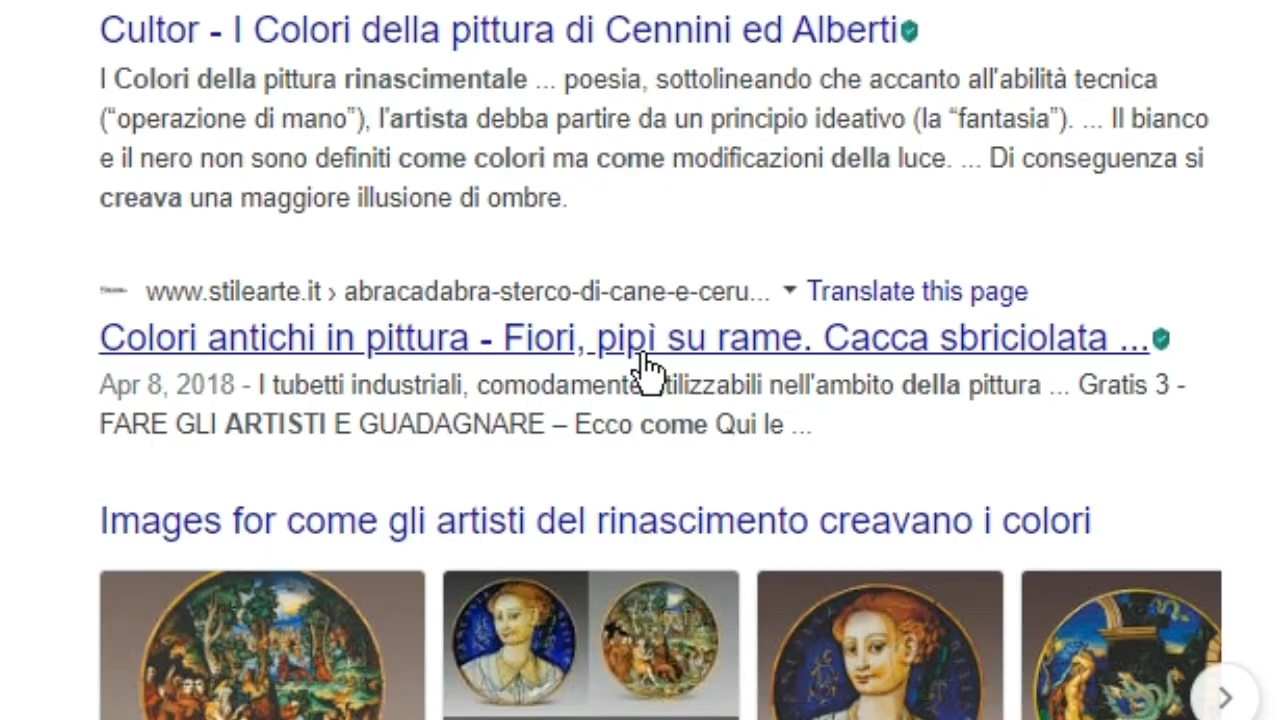 Cultor - I Colori della pittura di Cennini ed Alberti
I Colori della pittura rinascimentale ... poesia, sottolineando che accanto all'abilità tecnica
(“operazione di mano”), l'artista debba partire da un principio ideativo (la “fantasia”). ... Il bianco
e il nero non sono definiti come colori ma come modificazioni della luce. ... Di conseguenza si
creava una maggiore illusione di ombre.
www.stilearte.it › abracadabra-sterco-di-cane-e-ceru... Translate this page
Colori antichi in pittura - Fiori, pipì su rame. Cacca sbriciolata ...
Apr 8, 2018 - I tubetti industriali, comodamente tilizzabili nell'ambito della pittura ... Gratis 3 -
FARE GLI ARTISTI E GUADAGNARE – Ecco come Qui le ...
Images for come gli artisti del rinascimento creavano i colori